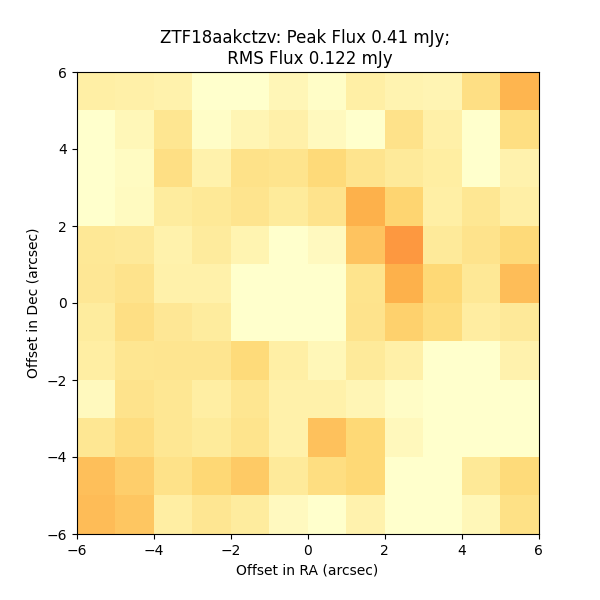 ZTF18aakctzv: Peak Flux 0.41 mJy;
RMS Flux 0.122 mJy
6
4
2
0
−2
−4
−6
Offset in Dec (arcsec)
−6 −4 −2 0 2 4 6
Offset in RA (arcsec)